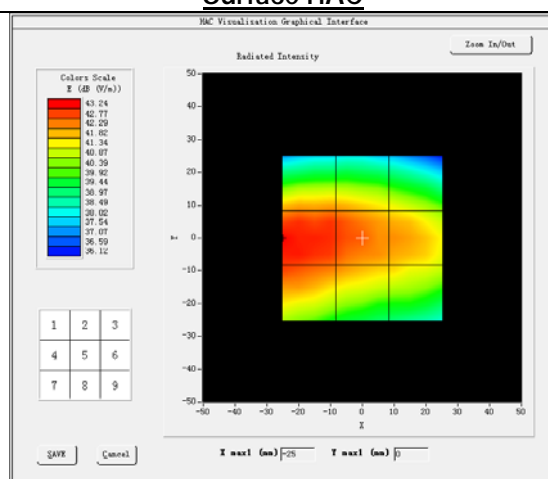 Surface HAC
HAC Visualisation Graphical Interface
Zoom In/Out
Radiated Intensity
Colors Scale
E (dB (V/m))
43.24
42.77
42.29
41.82
41.34
40.87
40.39
39.92
39.44
38.97
38.49
38.02
37.54
37.07
36.59
36.12
50
40
30
20
10
0
-10
-20
-30
-40
-50
Y
-50 -40 -30 -20 -10 0 10 20 30 40 50
X
1 2 3
4 5 6
7 8 9
SAVE
Cancel
X max1 (mm) -25 Y max1 (mm) 0